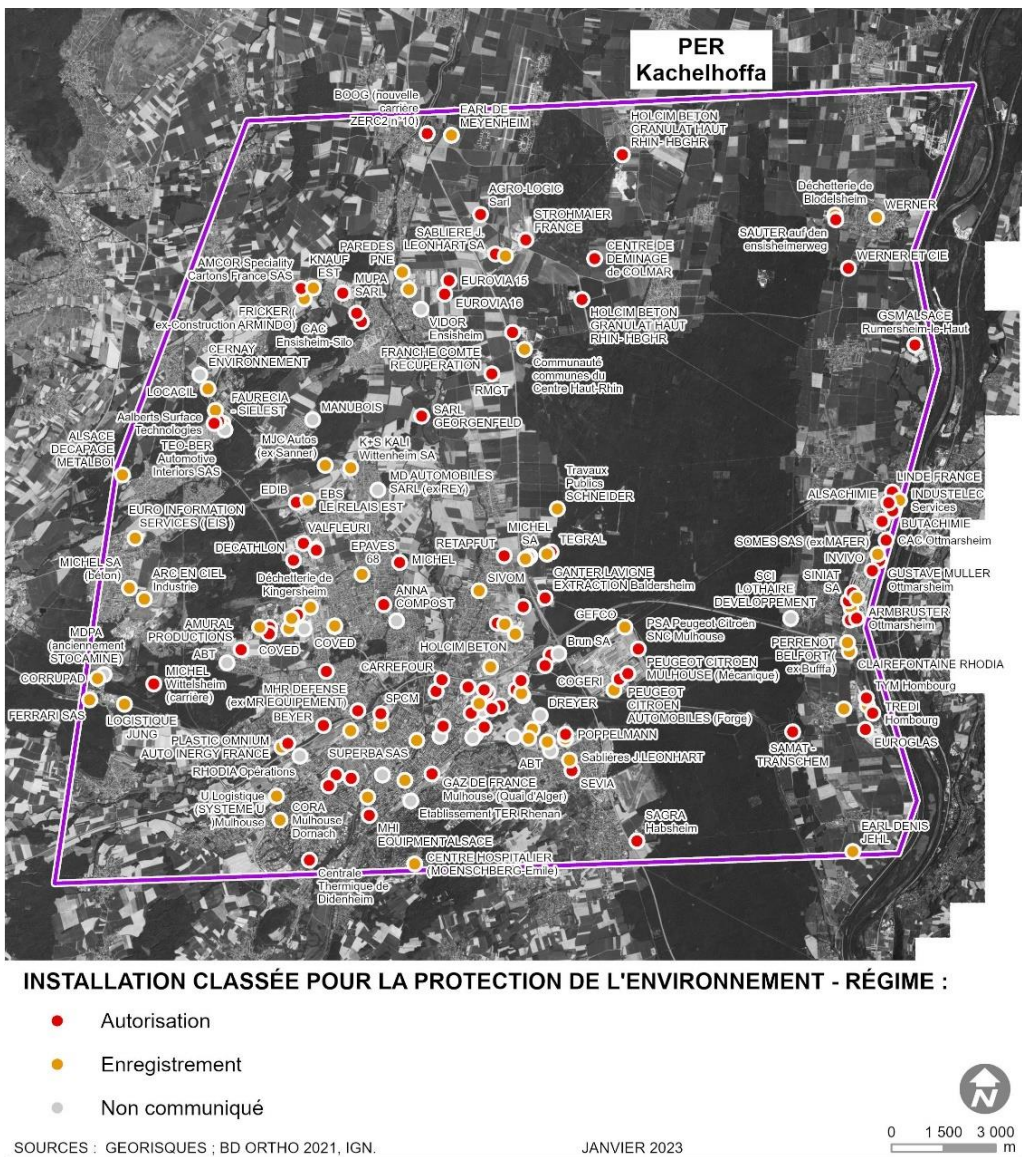 PER
Kachelhoffa
BOOG (nouvelle
carrière
ZERC2 n°10)
EARL DE
MEYENHEIM
HOLCIM BETON
GRANULAT HAUT
RHIN- HBGHR
AGRO-LOGIC
Sarl
Déchetterie de
Blodelsheim
WERNER
SABLIERE J.
LEONHART SA
STROHMAIER
FRANCE
SAUTER auf den
ensisheimerweg
PAREDES
PNE
KNAUF
EST
AMCOR Speciality
Cartons France SAS
MUPA
SARL
EUROVIA 15
CENTRE DE
DEMINAGE
de COLMAR
WERNER ET CIE
EUROVIA 16
FRICKER (
ex-Construction ARMINDO)
CAC
Ensisheim-Silo
VIDOR
Ensisheim
HOLCIM BETON
GRANULAT HAUT
RHIN- HBGHR
GSMALSACE
Rumersheim-le-Haut
CERNAY
ENVIRONNEMENT
FRANCHE COMTE
RECUPERATION
Communauté
communes du
Centre Haut-Rhin
RMGT
LOCACIL
FAURECIA
- SIELEST
Aalberts Surface
Technologies
MANUBOIS
SARL
GEORGENFELD
ALSACE
DECAPAGE
METALBOI
TEO-BER
Automotive
Interiors SAS
MJC Autos
(ex Sanner)
K+S KALI
Wittenheim SA
MD AUTOMOBILES
SARL (ex REY)
Travaux
Publics
SCHNEIDER
LINDE FRANCE
ALSACHIMIE
INDUSTELEC
Services
EDIB
EBS
LE RELAIS EST
EURO INFORMATION
SERVICES (EIS)
VALFLEURI
MICHEL
SA
BUTACHIMIE
DECATHLON
EPAVES
68
RETAPFUT
TEGRAL
SOMES SAS (ex MAFER)
CAC Ottmarsheim
INVIVO
MICHEL SA
(béton)
ARC EN CIEL
Industrie
MICHEL
SIVOM
CANTER LAVIGNE
EXTRACTION Baldersheim
SCI
LOTHAIRE
DEVELOPPEMENT
SINIAT
SA
GUSTAVE MULLER
Ottmarsheim
Déchetterie de
Kingersheim
ANNA
COMPOST
GEFCO
ARMBRUSTER
Ottmarsheim
MDPA
(anciennement
STOCAMINE)
AMURAL
PRODUCTIONS
COVED
COVED
HOLCIM BETON
Brun SA
PSA Peugeot Citroën
SNC Mulhouse
PERRENOT
BELFORT (
ex Buiffa)
ABT
CORRUPAD
MICHEL
Wittelsheim
(carrière)
CARREFOUR
PEUGEOT CITROEN
MULHOUSE (Mécanique)
CLAIREFONTAINE RHODIA
COGERI
MHR DEFENSE
(ex MR EQUIPEMENT)
SPCM
DREYER
PEUGEOT
CITROEN
AUTOMOBILES (Forge)
TYM Hombourg
FERRARI SAS
LOGISTIQUE
JUNG
BEYER
TREDI
Hombourg
PLASTIC OMNIUM
AUTO INERGY FRANCE
SUPERBA SAS
POPPELMANN
EUROGLAS
ABT
Sablières J.LEONHART
SAMAT -
TRANSCHEM
RHODIA Opérations
GAZ DE FRANCE
Mulhouse (Quai d'Alger)
SEVIA
U Logistique
(SYSTEME U
)Mulhouse
CORA
Mulhouse
Dornach
Etablissement TER Rhenan
MHI
EQUIPMENT ALSACE
SACRA
Habsheim
EARL DENIS
JEHL
CENTRE HOSPITALIER
(MOENSCHBERG-Emile)
Centrale
Thermique de
Didenheim
INSTALLATION CLASSÉE POUR LA PROTECTION DE L'ENVIRONNEMENT - RÉGIME :
Autorisation
Enregistrement
Non communiqué
N
SOURCES : GEORISQUES ; BD ORTHO 2021, IGN.
JANVIER 2023
0 1 500 3 000
m